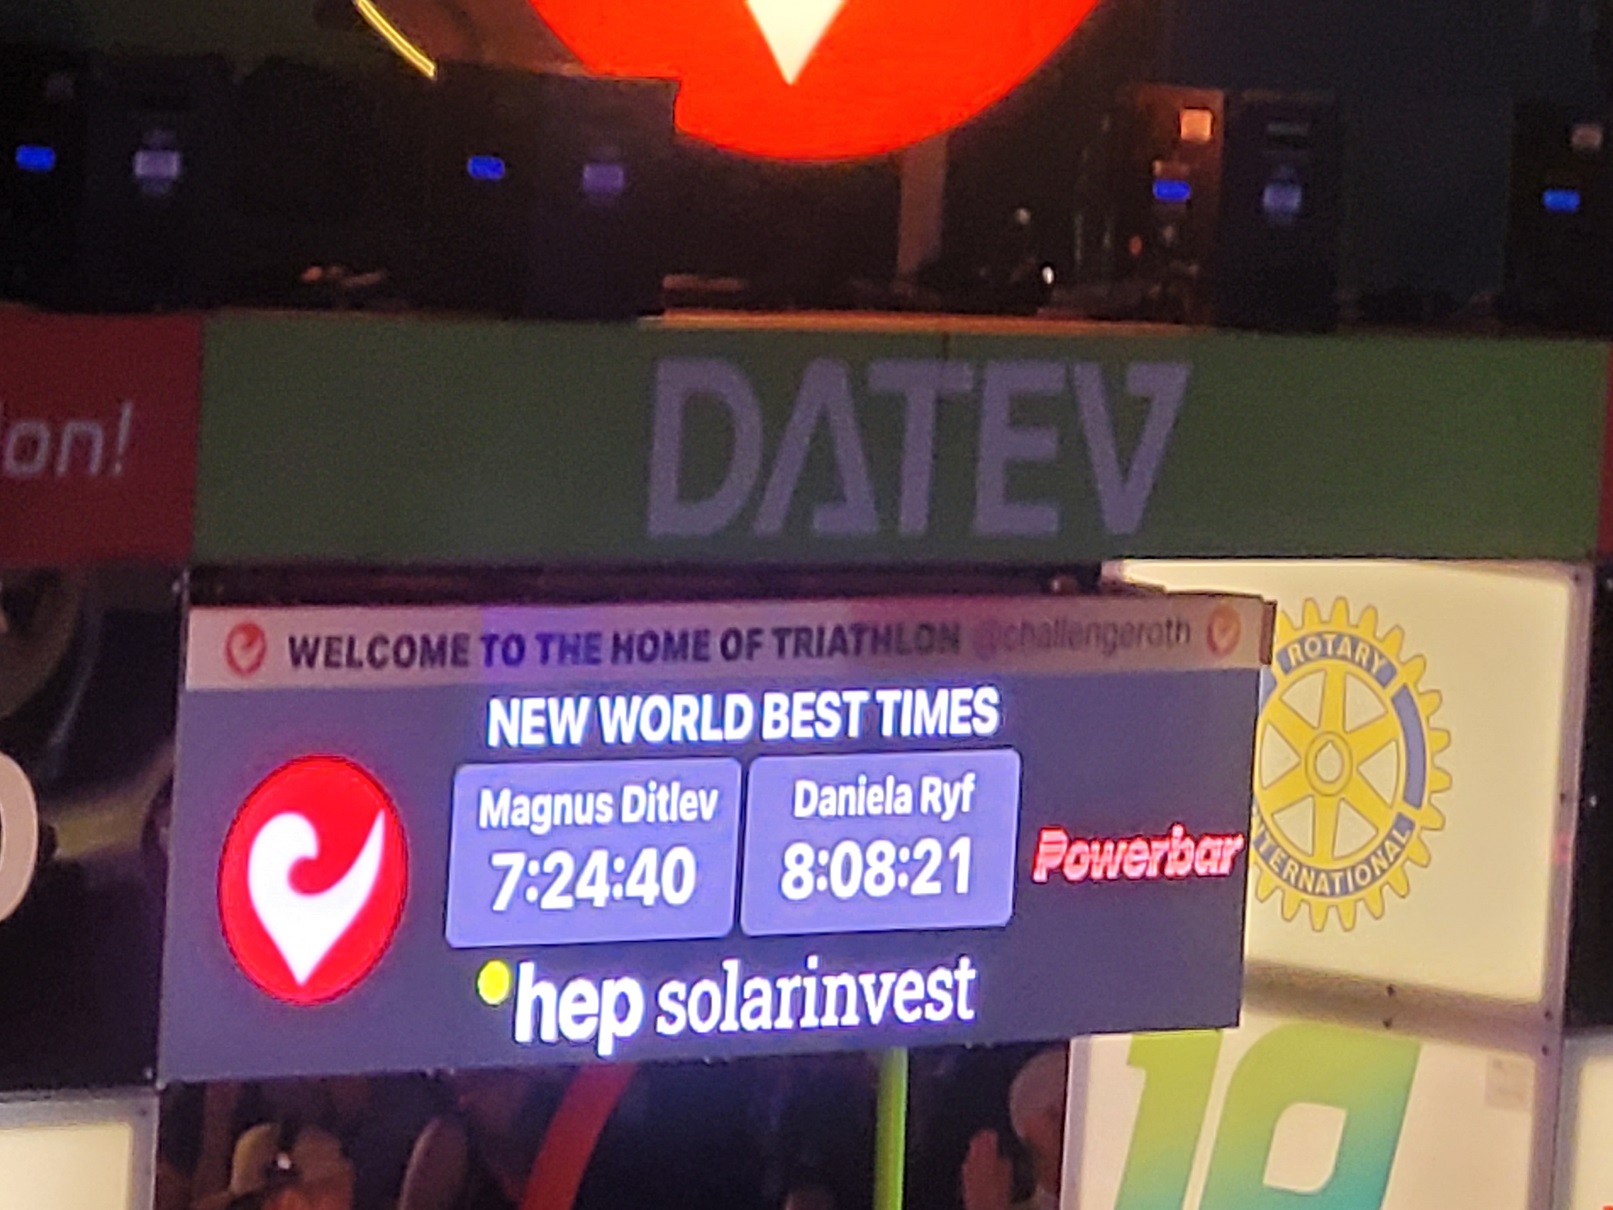 on!
DATEV
WELCOME TO THE HOME OF TRIATHLON @challengeroth
NEW WORLD BEST TIMES
Magnus Ditlev
7:24:40
Daniela Ryf
8:08:21
Powerbar
hep solarinvest
ROTARY
INTERNATIONAL